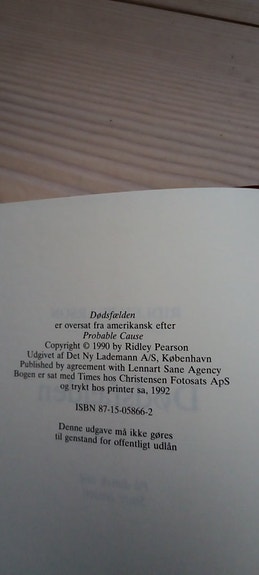 Dødsfælden
er oversat fra amerikansk efter
Probable Cause
Copyright © 1990 by Ridley Pearson
Udgivet af Det Ny Lademann A/S, København
Published by agreement with Lennart Sane Agency
Bogen er sat med Times hos Christensen Fotosats ApS
og trykt hos printer sa, 1992
ISBN 87-15-05866-2
Denne udgave må ikke gøres
til genstand for offentligt udlån